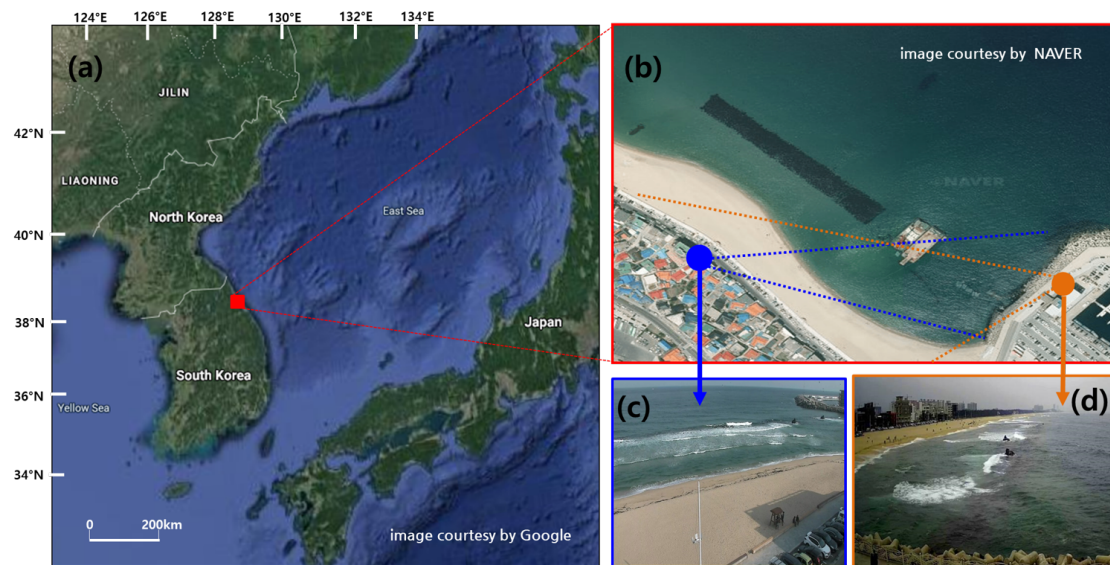 124°E 126°E 128°E 130°E 132°E 134°E
(a)
JILIN
42°N
LIAONING
North Korea
East Sea
40°N
38°N
Japan
South Korea
36°N
Yellow Sea
34°N
0 200km
image courtesy by Google
(b)
image courtesy by NAVER
NAVER
(c)
(d)